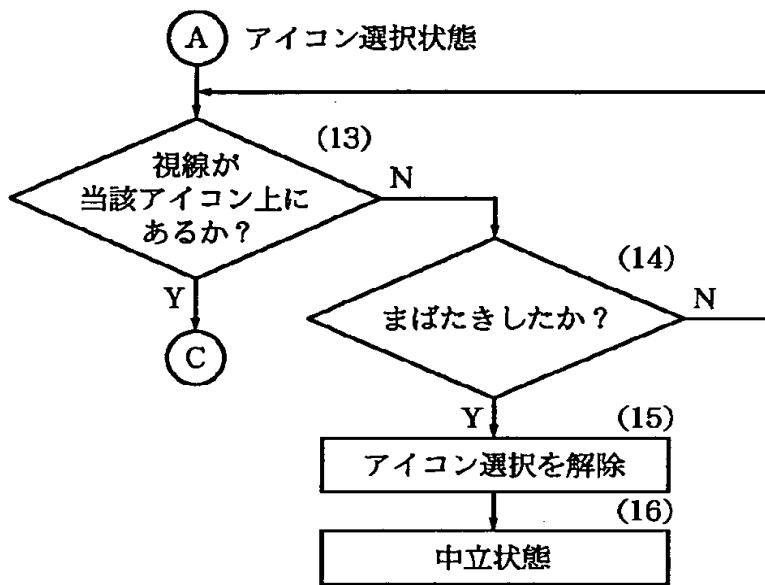 A アイコン選択状態
(13)
視線が
当該アイコン上に
あるか？
N
Y
C
(14)
まばたきしたか？
N
Y
(15)
アイコン選択を解除
(16)
中立状態